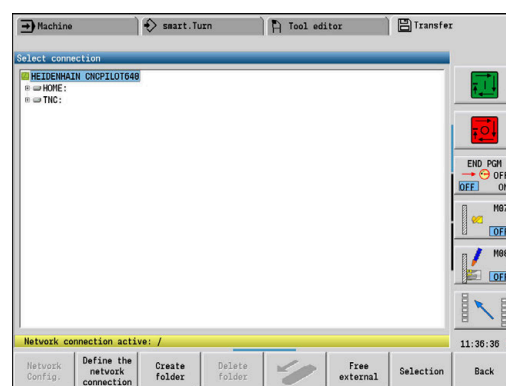 Machine
smart.Turn
Tool editor
Transfer
Select connection
HEIDENHAIN CNCPILOT640
HOME:
TNC:
END PGM
OFF
OFF
M07
OFF
M08
OFF
Network connection active: /
11:36:36
Network
Config.
Define the
network
connection
Create
folder
Delete
folder
Free
external
Selection
Back